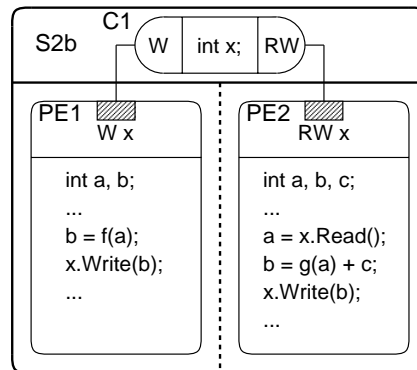 C1
S2b
W int x; RW
PE1
W x
int a, b;
...
b = f(a);
x.Write(b);
...
PE2
RW x
int a, b, c;
...
a = x.Read();
b = g(a) + c;
x.Write(b);
...